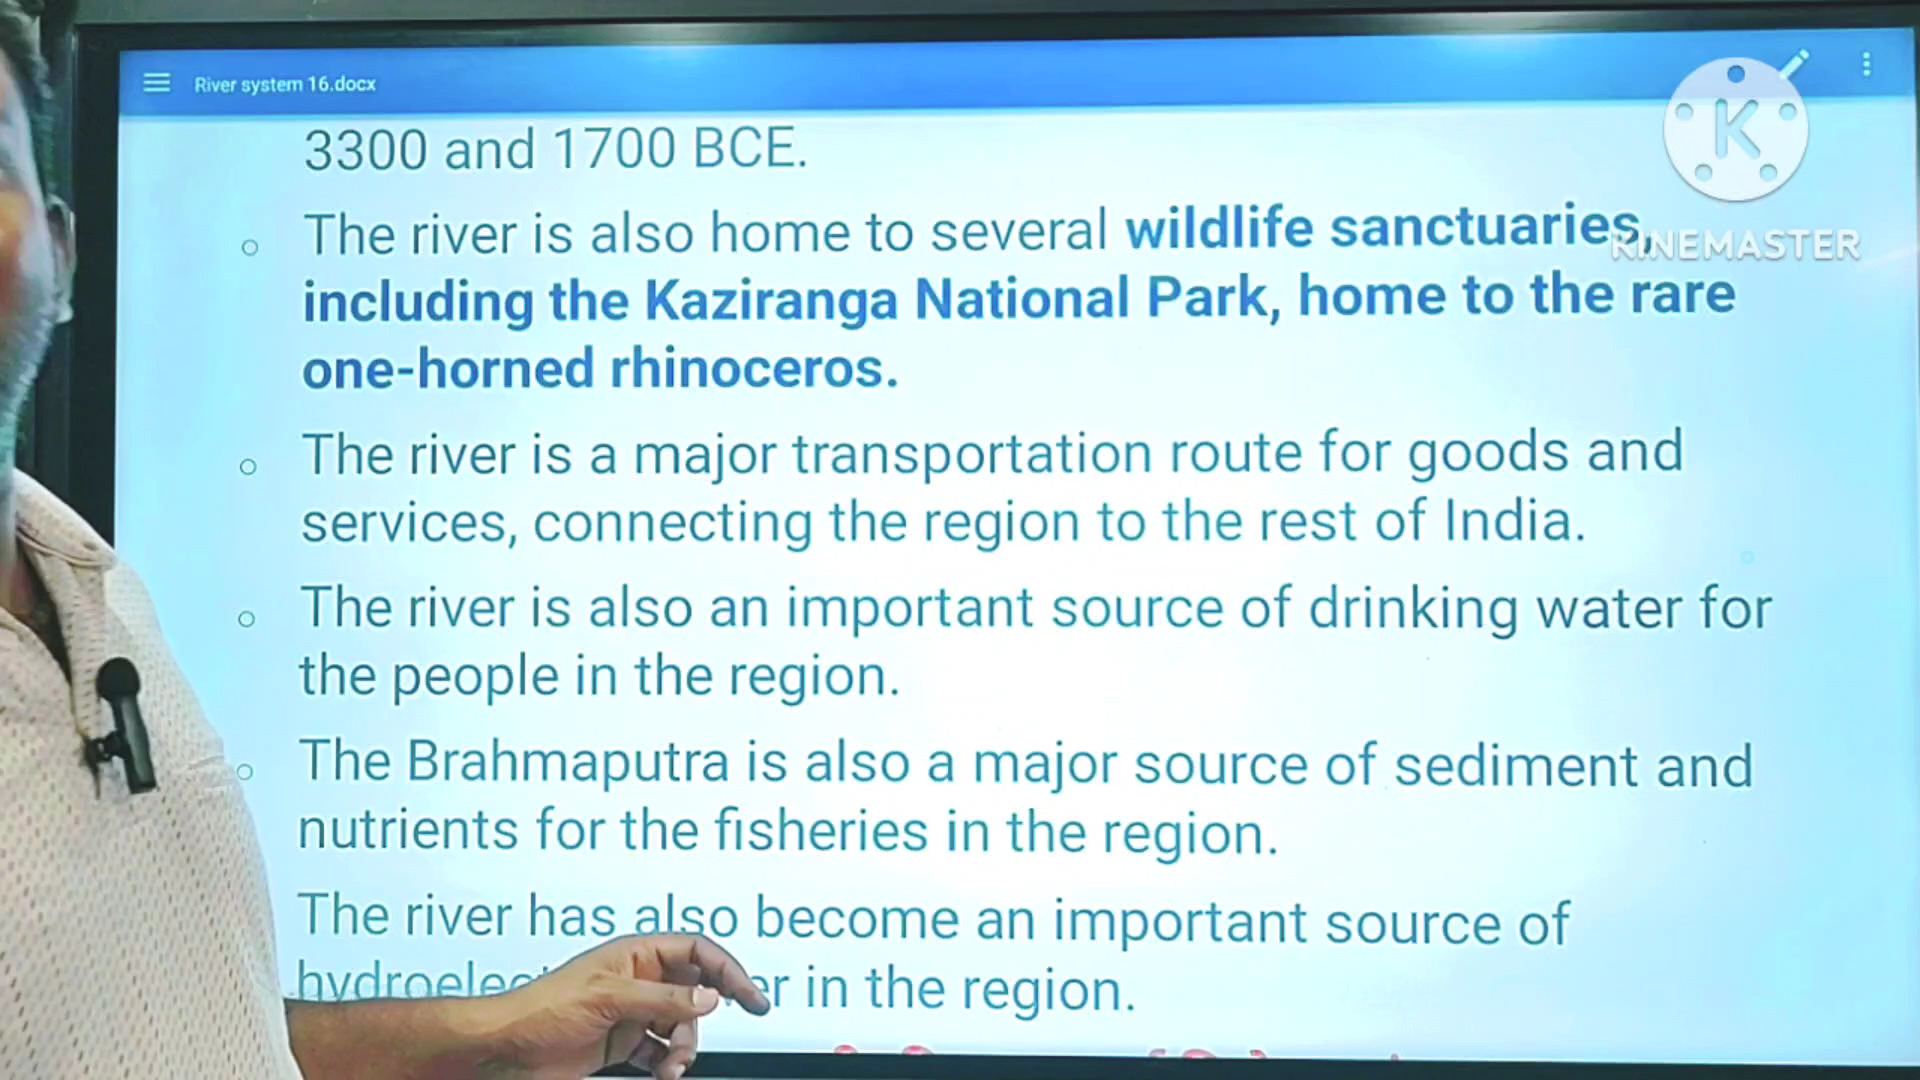 River system 16.docx
K
KINEMASTER
3300 and 1700 BCE.
The river is also home to several wildlife sanctuaries,
including the Kaziranga National Park, home to the rare
one-horned rhinoceros.
The river is a major transportation route for goods and
services, connecting the region to the rest of India.
The river is also an important source of drinking water for
the people in the region.
The Brahmaputra is also a major source of sediment and
nutrients for the fisheries in the region.
The river has also become an important source of
in the region.